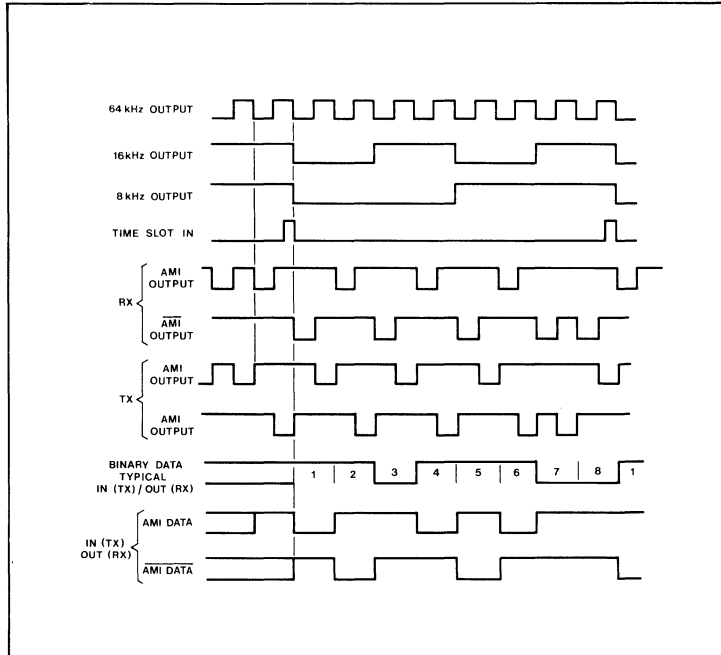 64 kHz OUTPUT
16kHz OUTPUT
8 kHz OUTPUT
TIME SLOT IN
RX
AMI
OUTPUT
AMI
OUTPUT
TX
AMI
OUTPUT
AMI
OUTPUT
BINARY DATA
TYPICAL
IN (TX)/OUT (RX)
1 | 2 3 4 | 5 | 6 7 | 8 1
IN (TX)
OUT (RX)
AMI DATA
AMI DATA